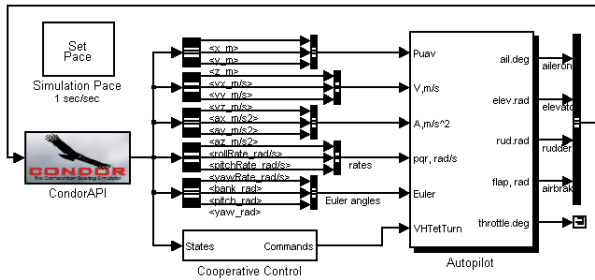 Set
Pace
Simulation Pace
1 sec/sec
CONDOR
The Competition Soaring Simulator
CondorAPI
<x_m>
<y_m>
<z_m>
<vx_m/s>
<vy_m/s>
<vz_m/s>
<ax_m/s2>
<ay_m/s2>
<az_m/s2>
<rollRate_rad/s>
<pitchRate_rad/s>
<yawRate_rad/s>
<bank_rad>
<pitch_rad>
<yaw_rad>
rates
Euler angles
States
Commands
Cooperative Control
Puav
V,m/s
A,m/s^2
pqr, rad/s
Euler
VHTetTurn
ail.deg
elev.rad
rud.rad
flap, rad
throttle.deg
Autopilot
aileron
elevato
rudder
airbrak